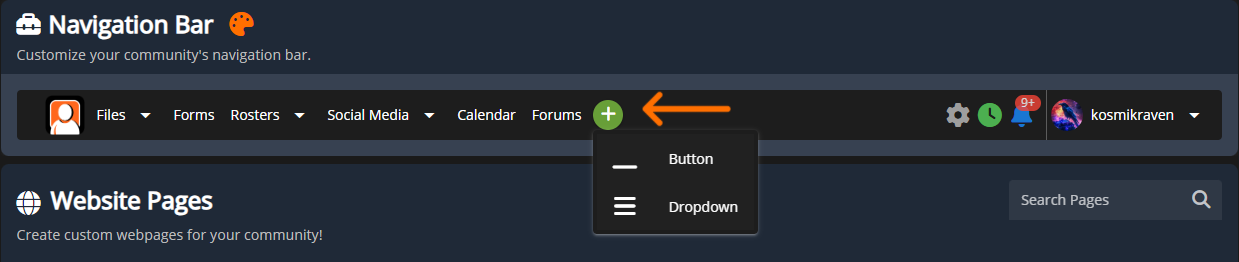 Navigation Bar
Customize your community's navigation bar.
Files Forms Rosters Social Media Calendar Forums 9+ kosmikraven
Button
Dropdown
Website Pages
Search Pages
Create custom webpages for your community!